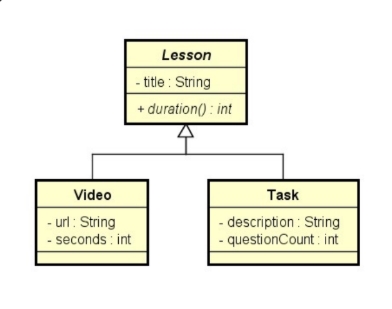 Lesson
- title : String
+ duration() : int
Video
- url : String
- seconds : int
Task
- description : String
- questionCount : int